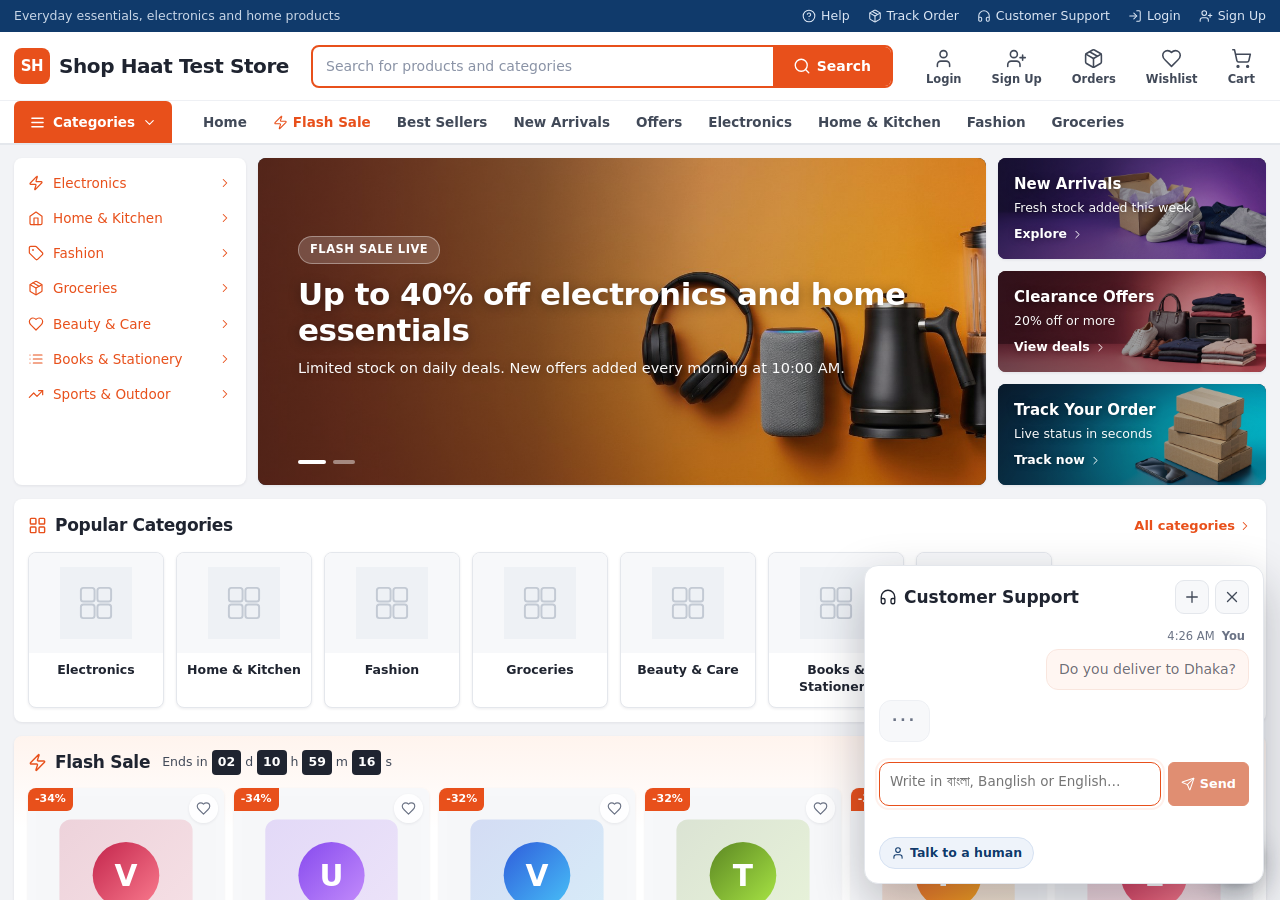 Everyday essentials, electronics and home products
Help
Track Order
Customer Support
Login
Sign Up
SH
Shop Haat Test Store
Search for products and categories
Search
Login
Sign Up
Orders
Wishlist
Cart
Categories
Home
Flash Sale
Best Sellers
New Arrivals
Offers
Electronics
Home & Kitchen
Fashion
Groceries
Electronics
Home & Kitchen
Fashion
Groceries
Beauty & Care
Books & Stationery
Sports & Outdoor
FLASH SALE LIVE
Up to 40% off electronics and home
essentials
Limited stock on daily deals. New offers added every morning at 10:00 AM.
New Arrivals
Fresh stock added this week
Explore
Clearance Offers
20% off or more
View deals
Track Your Order
Live status in seconds
Track now
Popular Categories
All categories
Electronics
Home & Kitchen
Fashion
Groceries
Beauty & Care
Books &
Flash Sale
Ends in 02 d 10 h 59 m 16 s
-34%
-34%
-32%
-32%
V
U
V
T
Customer Support
4:26 AM You
Do you deliver to Dhaka?
...
Write in বাংলা, Banglish or English...
Send
Talk to a human